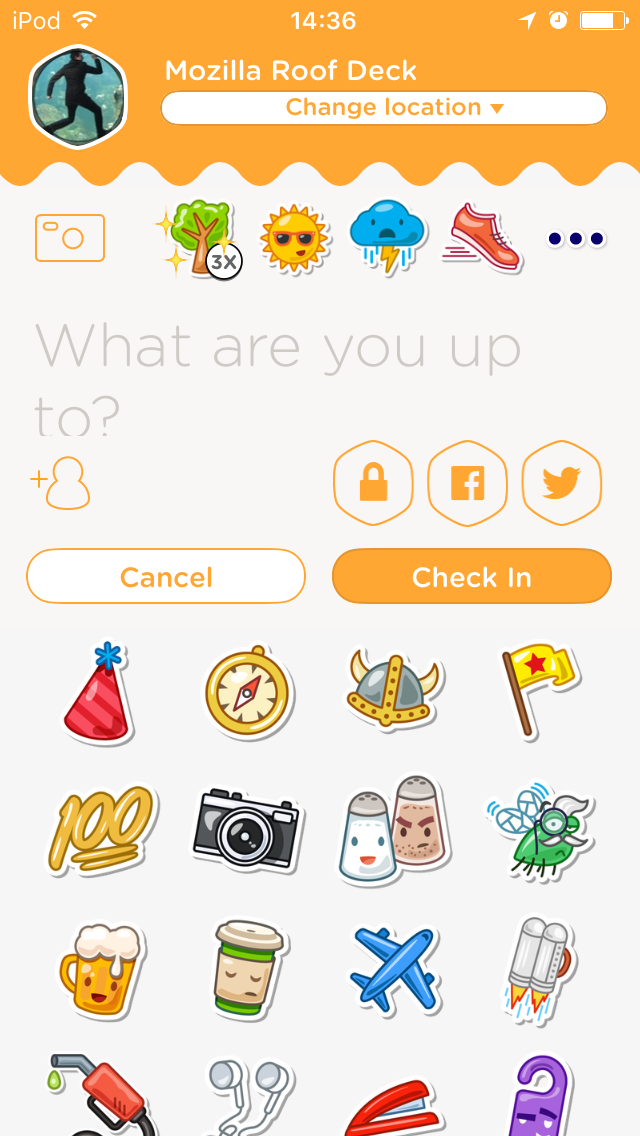 iPod 14:36
Mozilla Roof Deck
Change location
3X
What are you up
to?
Cancel
Check In
100